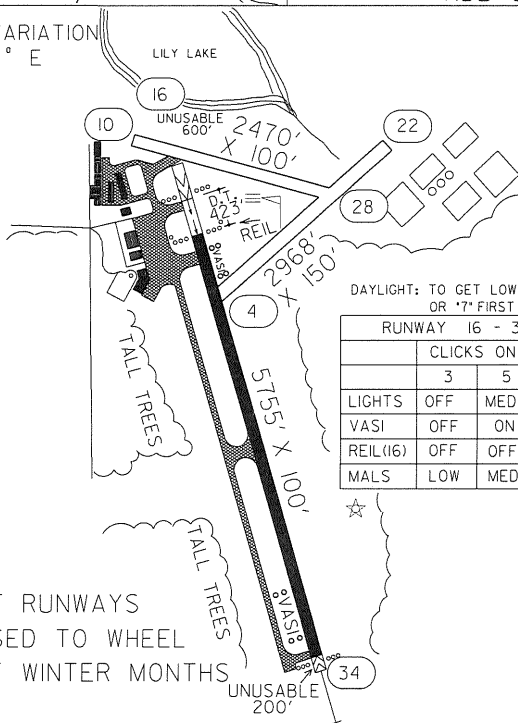 ARIATION
° E
LILY LAKE
16
UNUSABLE
600'
10
2470'
X 100'
22
D.T.
423'
REIL
VASI
28
2968'
X 150'
4
DAYLIGHT: TO GET LOW
OR "7" FIRST
RUNWAY 16 - 3
CLICKS ON
3 5
LIGHTS OFF MED
VASI OFF ON
REIL(16) OFF OFF
MALS LOW MED
TALL TREES
5755' X 100'
TALL TREES
VASI
T RUNWAYS
SED TO WHEEL
T WINTER MONTHS
UNUSABLE
200'
34